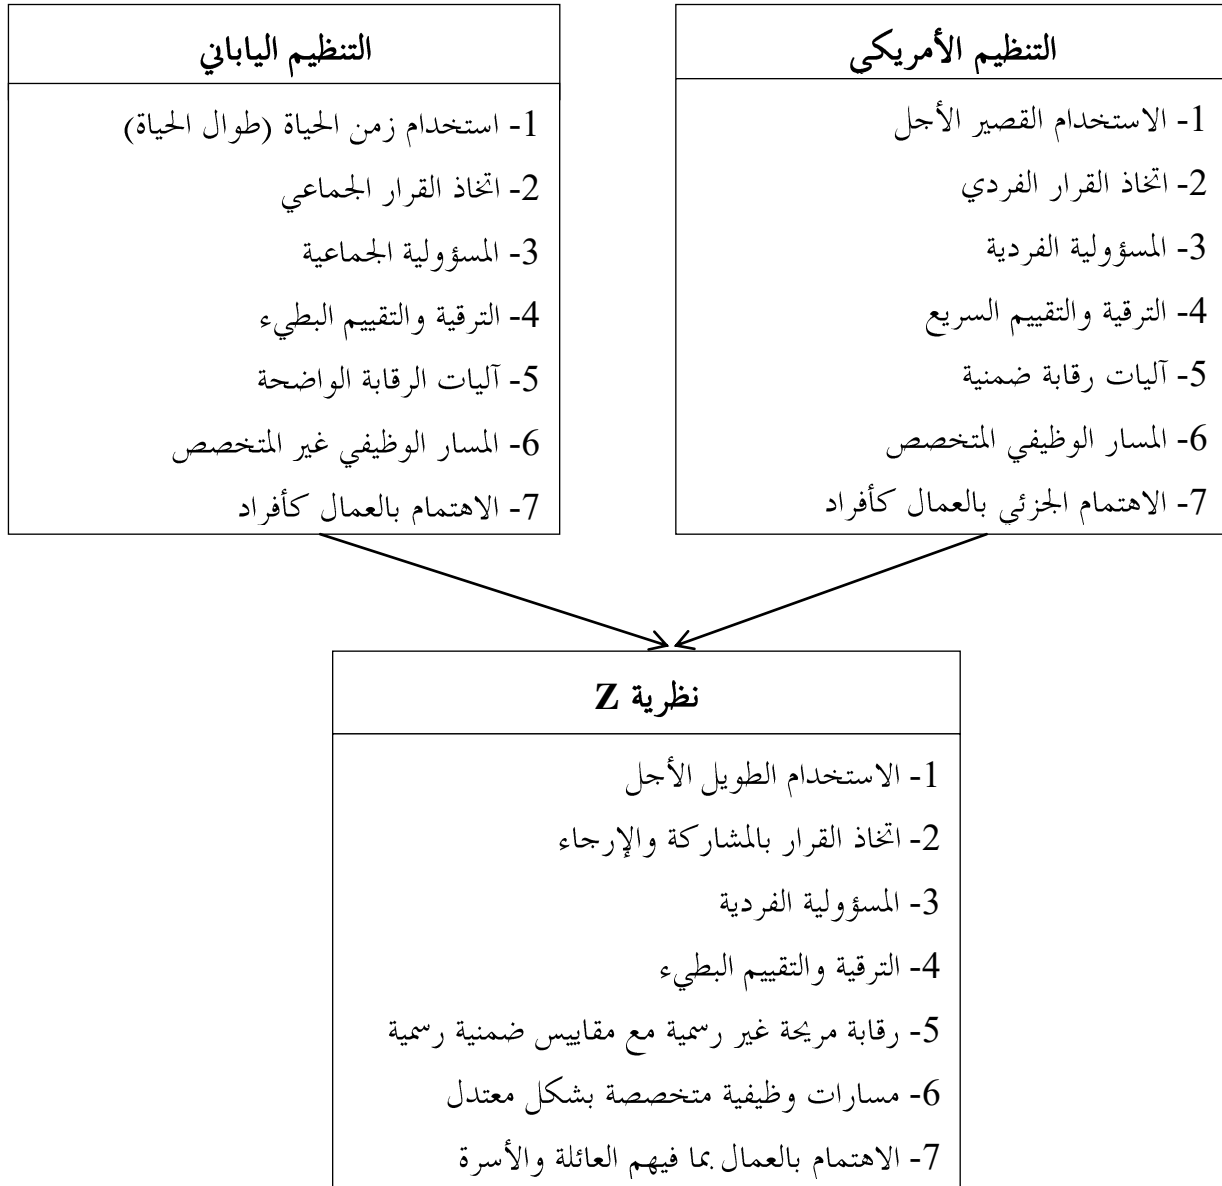 التنظيم الأمريكي
1- الاستخدام القصير الأجل
2- اتخاذ القرار الفردي
3- المسؤولية الفردية
4- الترقية والتقييم السريع
5- آليات رقابة ضمنية
6- المسار الوظيفي المتخصص
7- الاهتمام الجزئي بالعمال كأفراد
التنظيم الياباني
1- استخدام زمن الحياة (طوال الحياة)
2- اتخاذ القرار الجماعي
3- المسؤولية الجماعية
4- الترقية والتقييم البطيء
5- آليات الرقابة الواضحة
6- المسار الوظيفي غير المتخصص
7- الاهتمام بالعمال كأفراد
نظرية Z
1- الاستخدام الطويل الأجل
2- اتخاذ القرار بالمشاركة والإرجاء
3- المسؤولية الفردية
4- الترقية والتقييم البطيء
5- رقابة مريحة غير رسمية مع مقاييس ضمنية رسمية
6- مسارات وظيفية متخصصة بشكل معتدل
7- الاهتمام بالعمال بما فيهم العائلة والأسرة